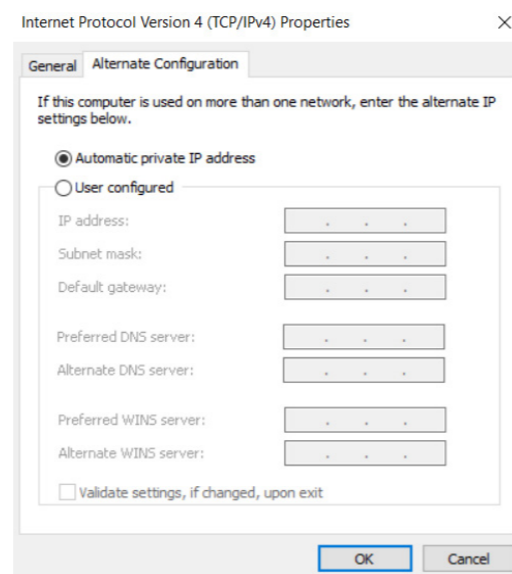 Internet Protocol Version 4 (TCP/IPv4) Properties
General
Alternate Configuration
If this computer is used on more than one network, enter the alternate IP
settings below.
Automatic private IP address
User configured
IP address:
Subnet mask:
Default gateway:
Preferred DNS server:
Alternate DNS server:
Preferred WINS server:
Alternate WINS server:
Validate settings, if changed, upon exit
OK
Cancel